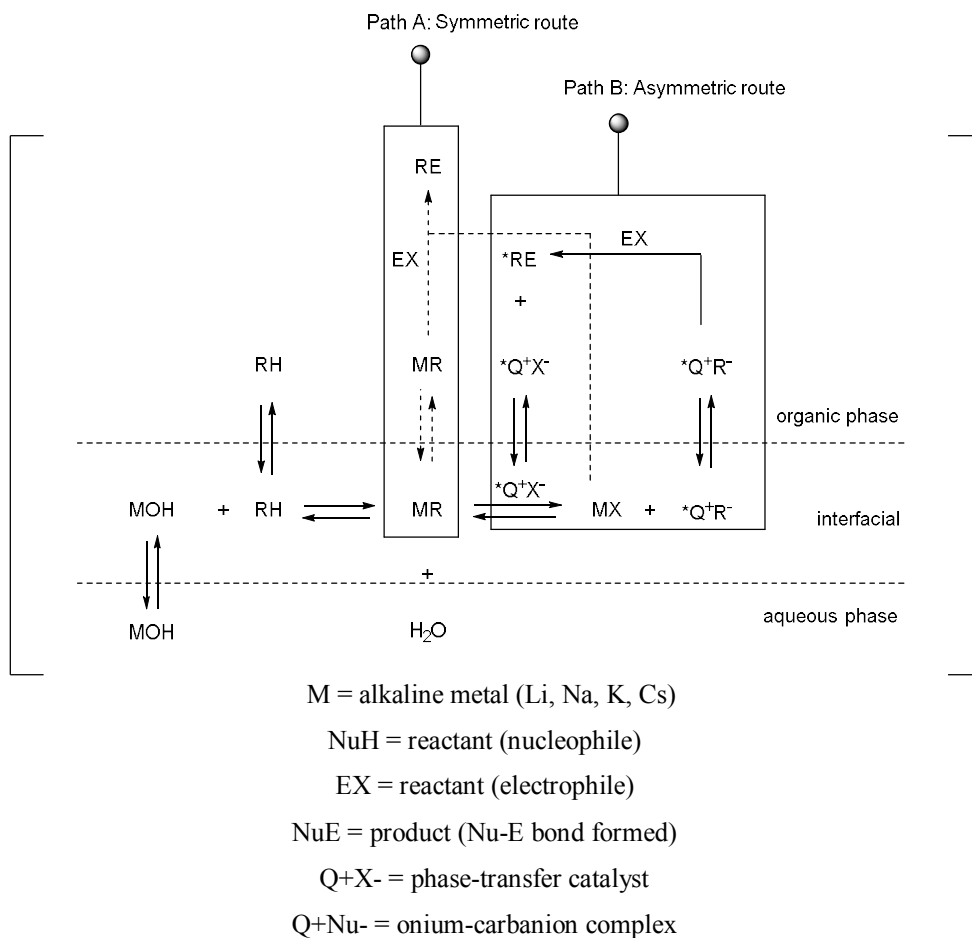 Path A: Symmetric route
Path B: Asymmetric route
RE
EX
EX
*RE
+
RH
MR
*Q+X-
*Q+R-
organic phase
*Q+X-
MOH + RH MR MX + *Q+R-
interfacial
+
MOH H2O
aqueous phase
M = alkaline metal (Li, Na, K, Cs)
NuH = reactant (nucleophile)
EX = reactant (electrophile)
NuE = product (Nu-E bond formed)
Q+X- = phase-transfer catalyst
Q+Nu- = onium-carbanion complex